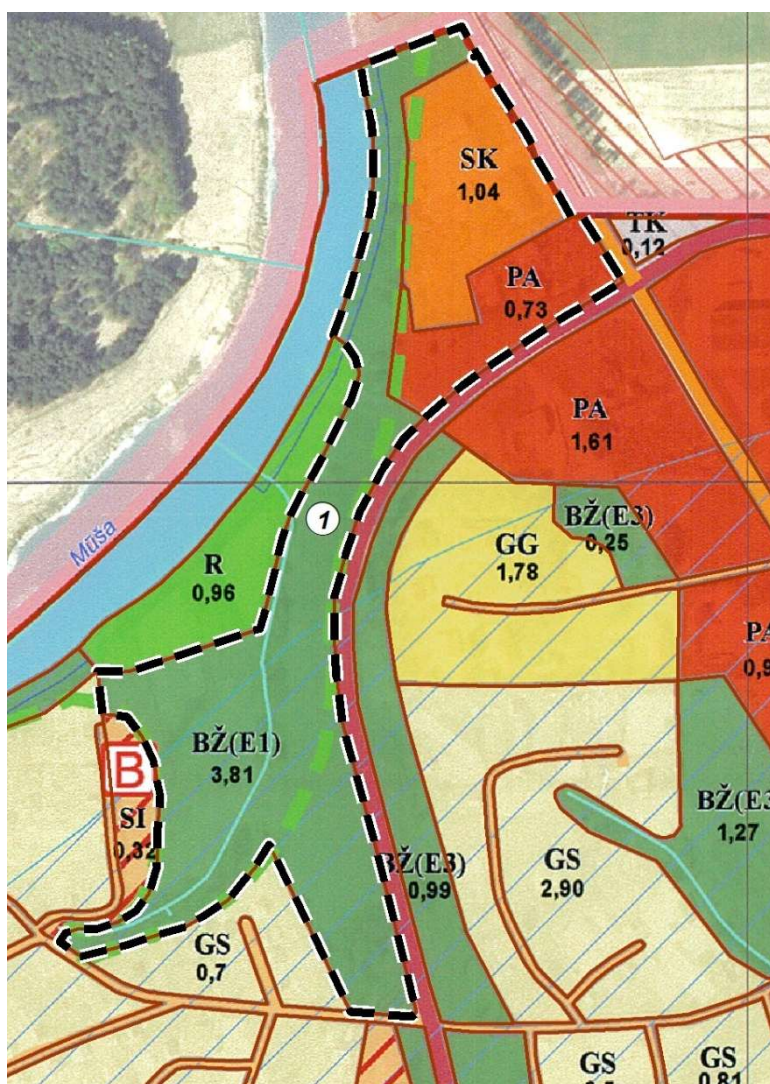 SK
1,04
TK
0,12
PA
0,73
PA
1,61
Mūša
1
BŽ(E3)
0,25
GG
1,78
R
0,96
BŽ(E1)
3,81
B
SI
0,32
BŽ(E3)
0,99
GS
2,90
1,27
GS
0,7
GS
GS
0,81